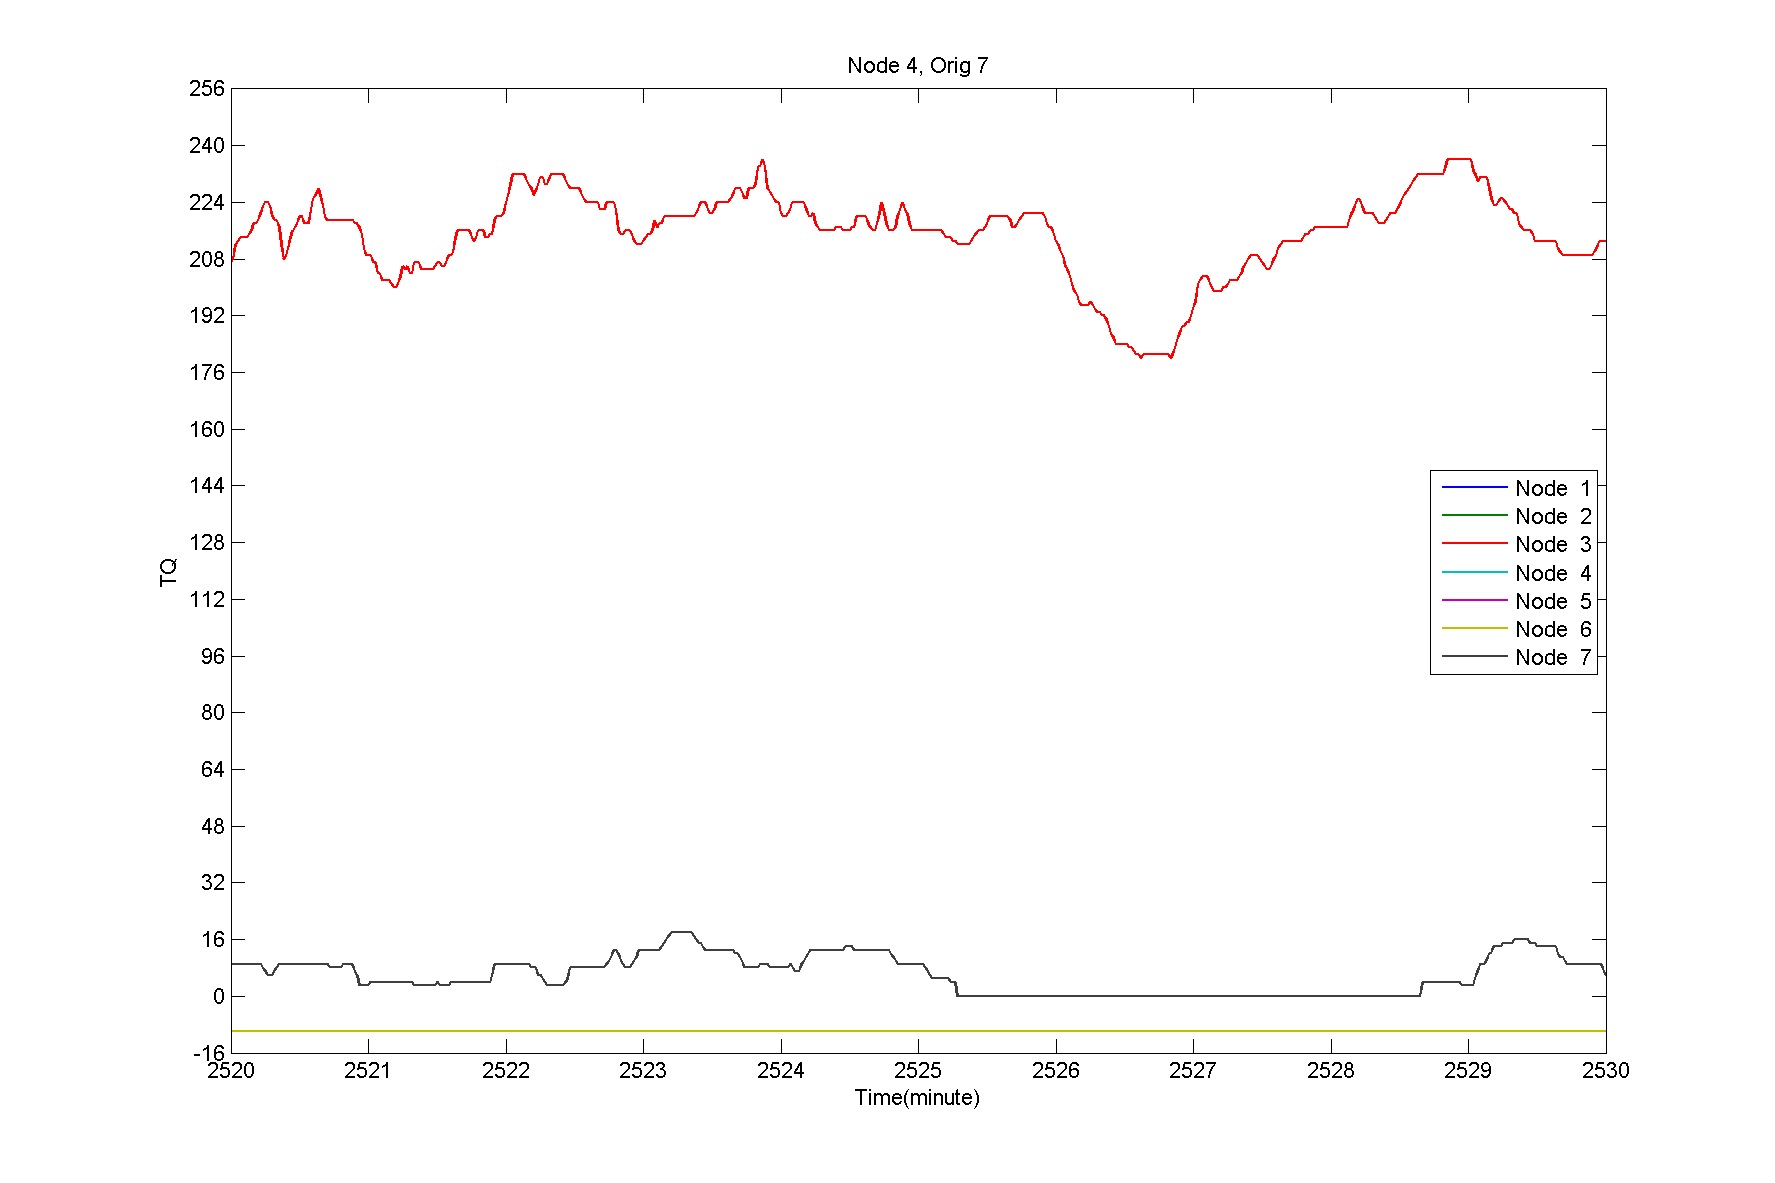 Node 4, Orig 7
256
240
224
208
192
176
160
144
128
112
96
80
64
48
32
16
0
-16
TQ
Node 1
Node 2
Node 3
Node 4
Node 5
Node 6
Node 7
2520 2521 2522 2523 2524 2525 2526 2527 2528 2529 2530
Time(minute)